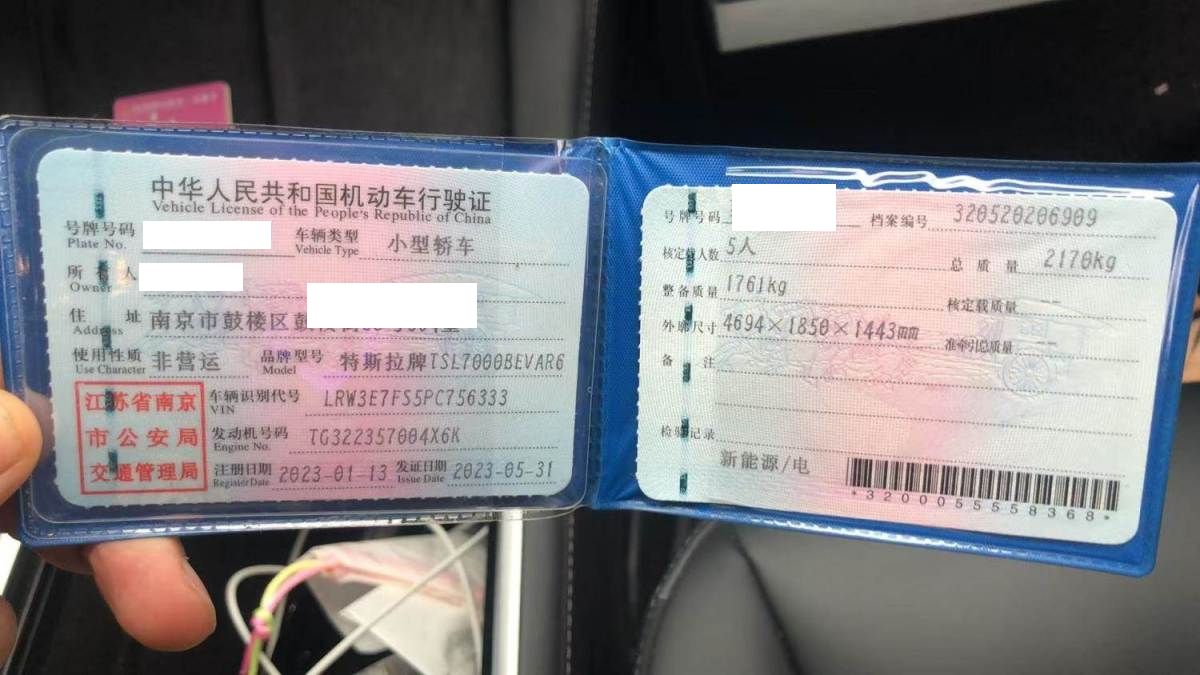 中华人民共和国机动车行驶证
Vehicle License of the People's Republic of China
号牌号码
Plate No.
车辆类型 小型轿车
Vehicle Type
所有人
Owner
住址 南京市鼓楼区
Address
使用性质 非营运
Use Character
品牌型号 特斯拉牌TSL7000BEVAR6
Model
江苏省南京
市公安局
交通管理局
车辆识别代号 LRW3E7FS5PC756333
VIN
发动机号码 TG322357004X6K
Engine No.
注册日期 2023-01-13
Register Date
发证日期 2023-05-31
Issue Date
号牌号码
档案编号 320520206909
核定载人数 5人
总质量 2170kg
整备质量 1761kg
核定载质量 --
外廓尺寸 4694×1850×1443mm
准牵引总质量 --
备注
检验记录
新能源/电
*3200055558368*